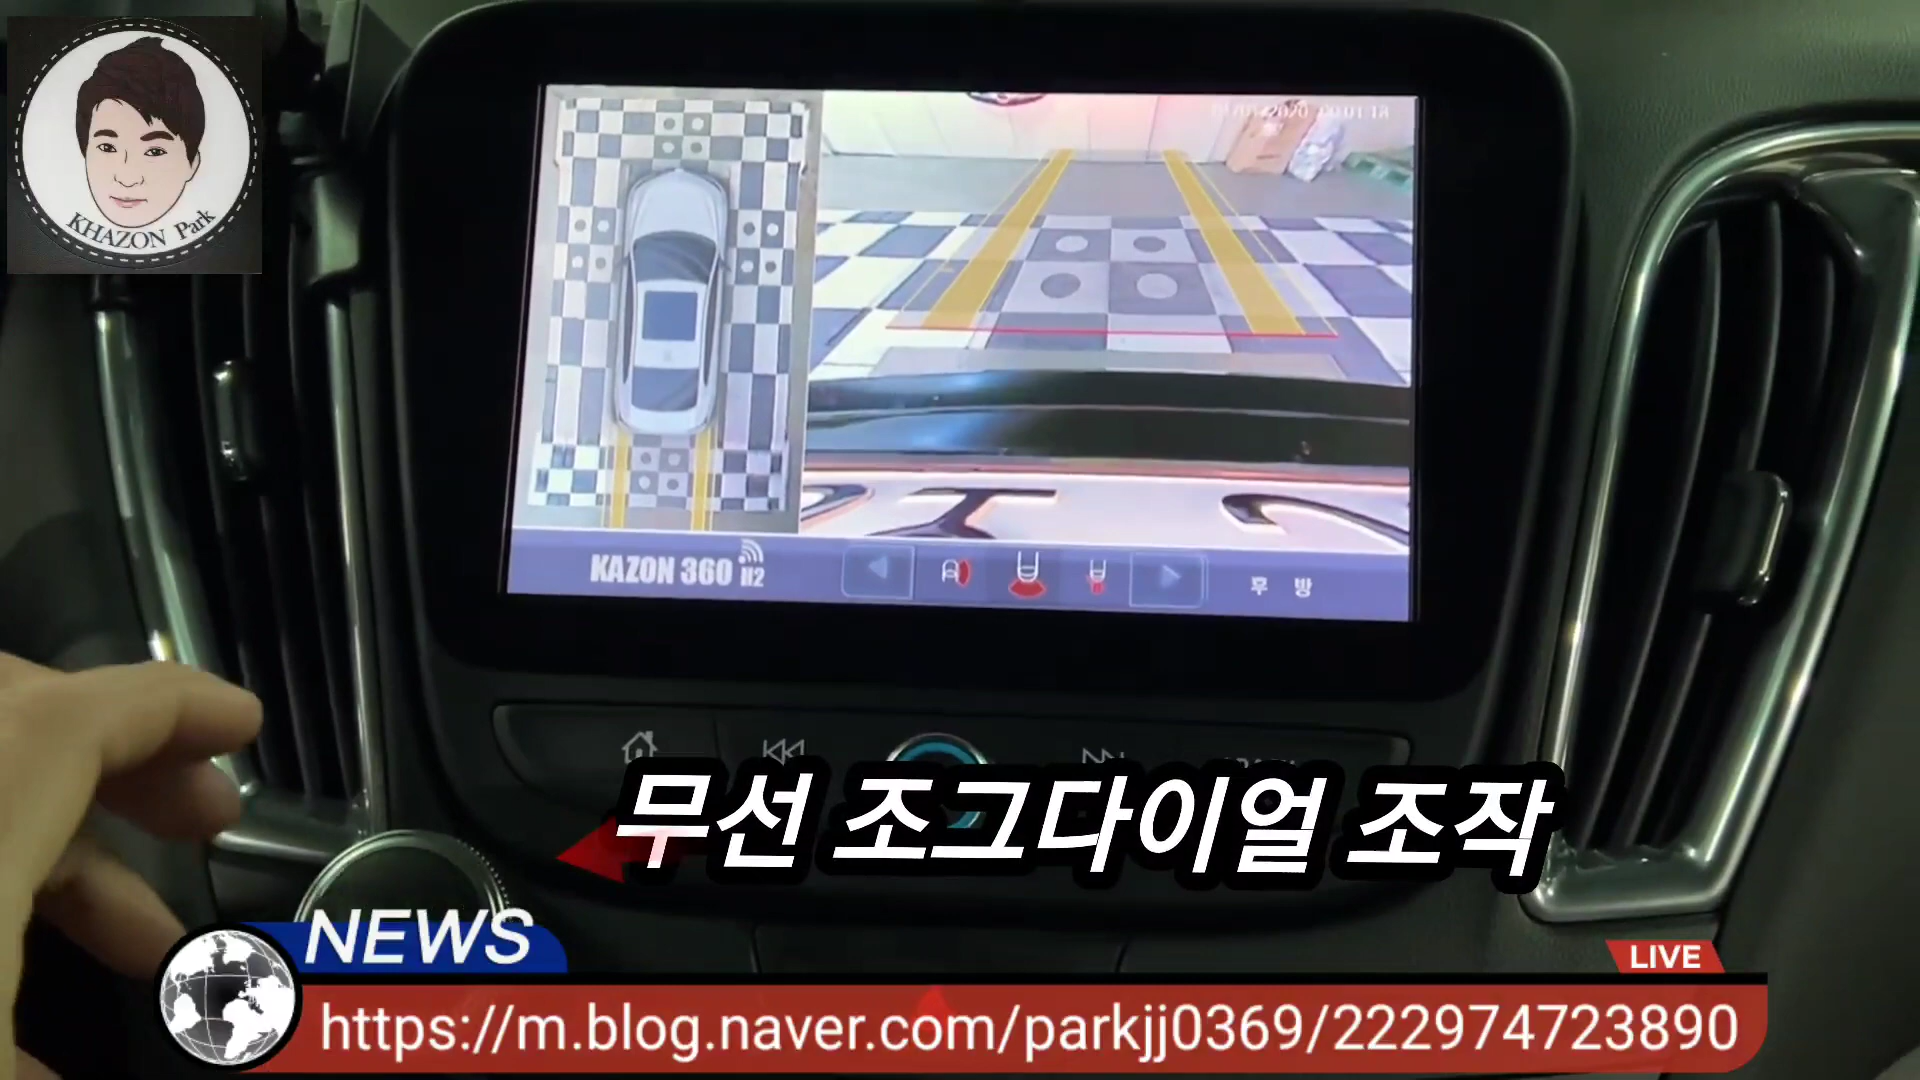 KHAZON Park
KAZON 360 H2
후 방
무선 조그다이얼 조작
NEWS
LIVE
https://m.blog.naver.com/parkjj0369/222974723890